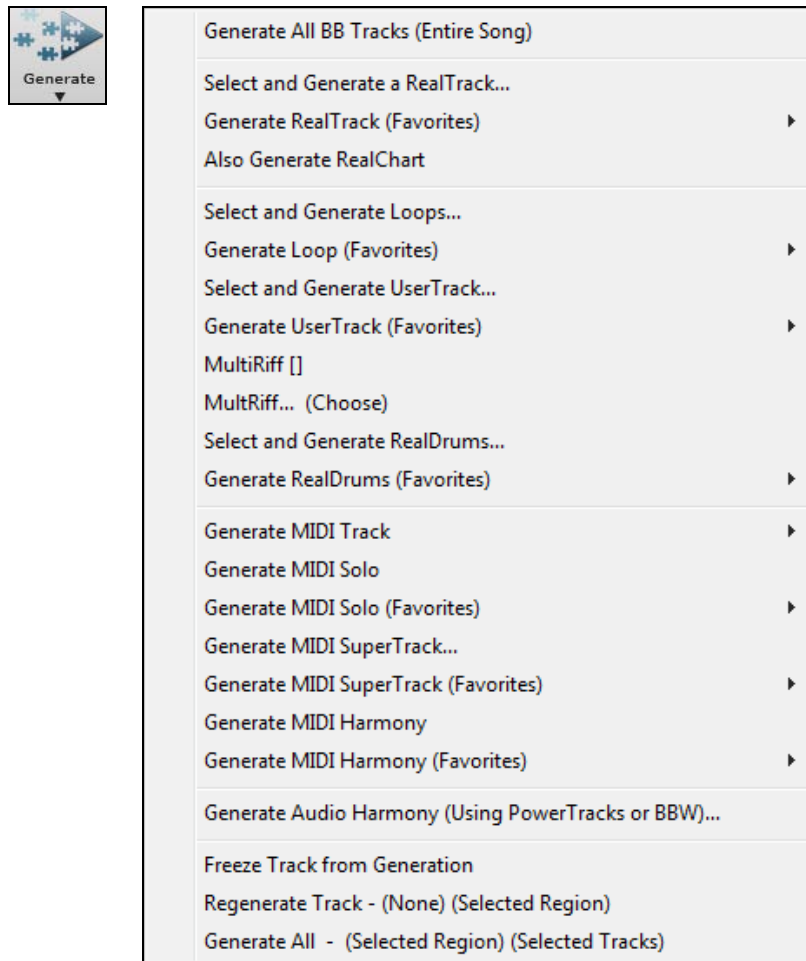 Generate
Generate All BB Tracks (Entire Song)
Select and Generate a RealTrack...
Generate RealTrack (Favorites)
Also Generate RealChart
Select and Generate Loops...
Generate Loop (Favorites)
Select and Generate UserTrack...
Generate UserTrack (Favorites)
MultiRiff []
MultRiff... (Choose)
Select and Generate RealDrums...
Generate RealDrums (Favorites)
Generate MIDI Track
Generate MIDI Solo
Generate MIDI Solo (Favorites)
Generate MIDI SuperTrack...
Generate MIDI SuperTrack (Favorites)
Generate MIDI Harmony
Generate MIDI Harmony (Favorites)
Generate Audio Harmony (Using PowerTracks or BBW)...
Freeze Track from Generation
Regenerate Track - (None) (Selected Region)
Generate All - (Selected Region) (Selected Tracks)